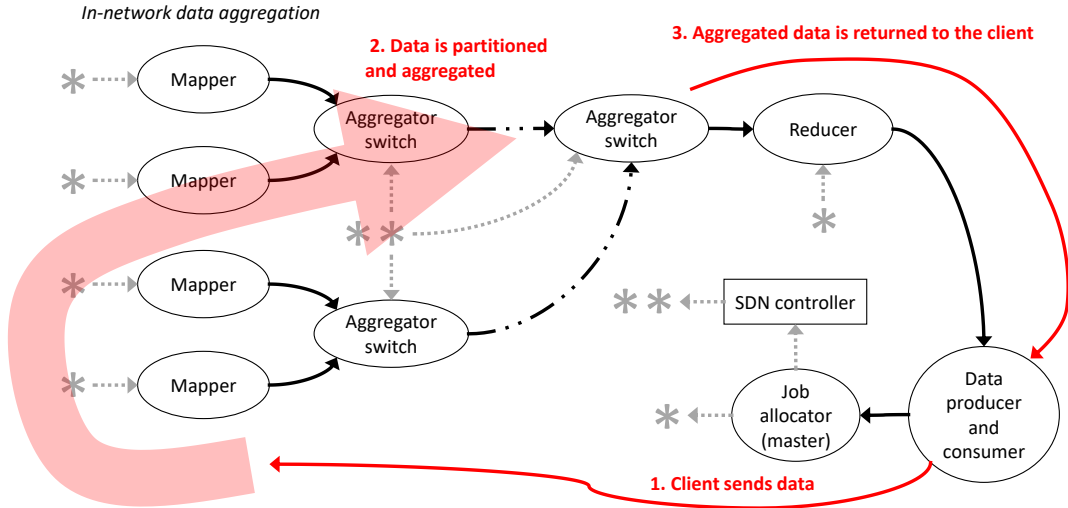 In-network data aggregation
3. Aggregated data is returned to the client
2. Data is partitioned
and aggregated
* Mapper
Aggregator
switch
Aggregator
switch
Reducer
* Mapper
* *
*
* Mapper
* *
SDN controller
Aggregator
switch
* Mapper
*
Job
allocator
(master)
Data
producer
and
consumer
1. Client sends data